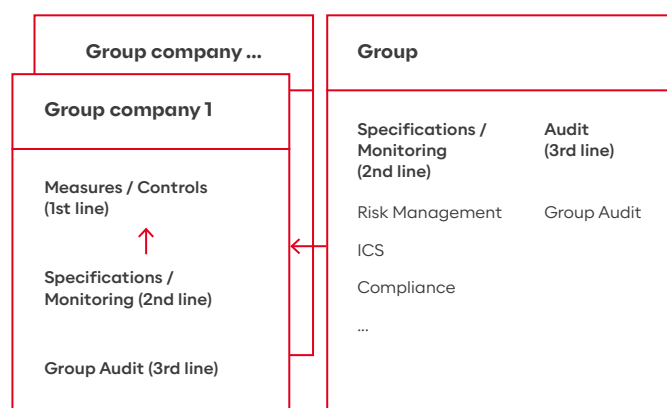 Group company ...
Group company 1
Measures / Controls
(1st line)
Specifications /
Monitoring (2nd line)
Group Audit (3rd line)
Group
Specifications /
Monitoring
(2nd line)
Risk Management
ICS
Compliance
...
Audit
(3rd line)
Group Audit